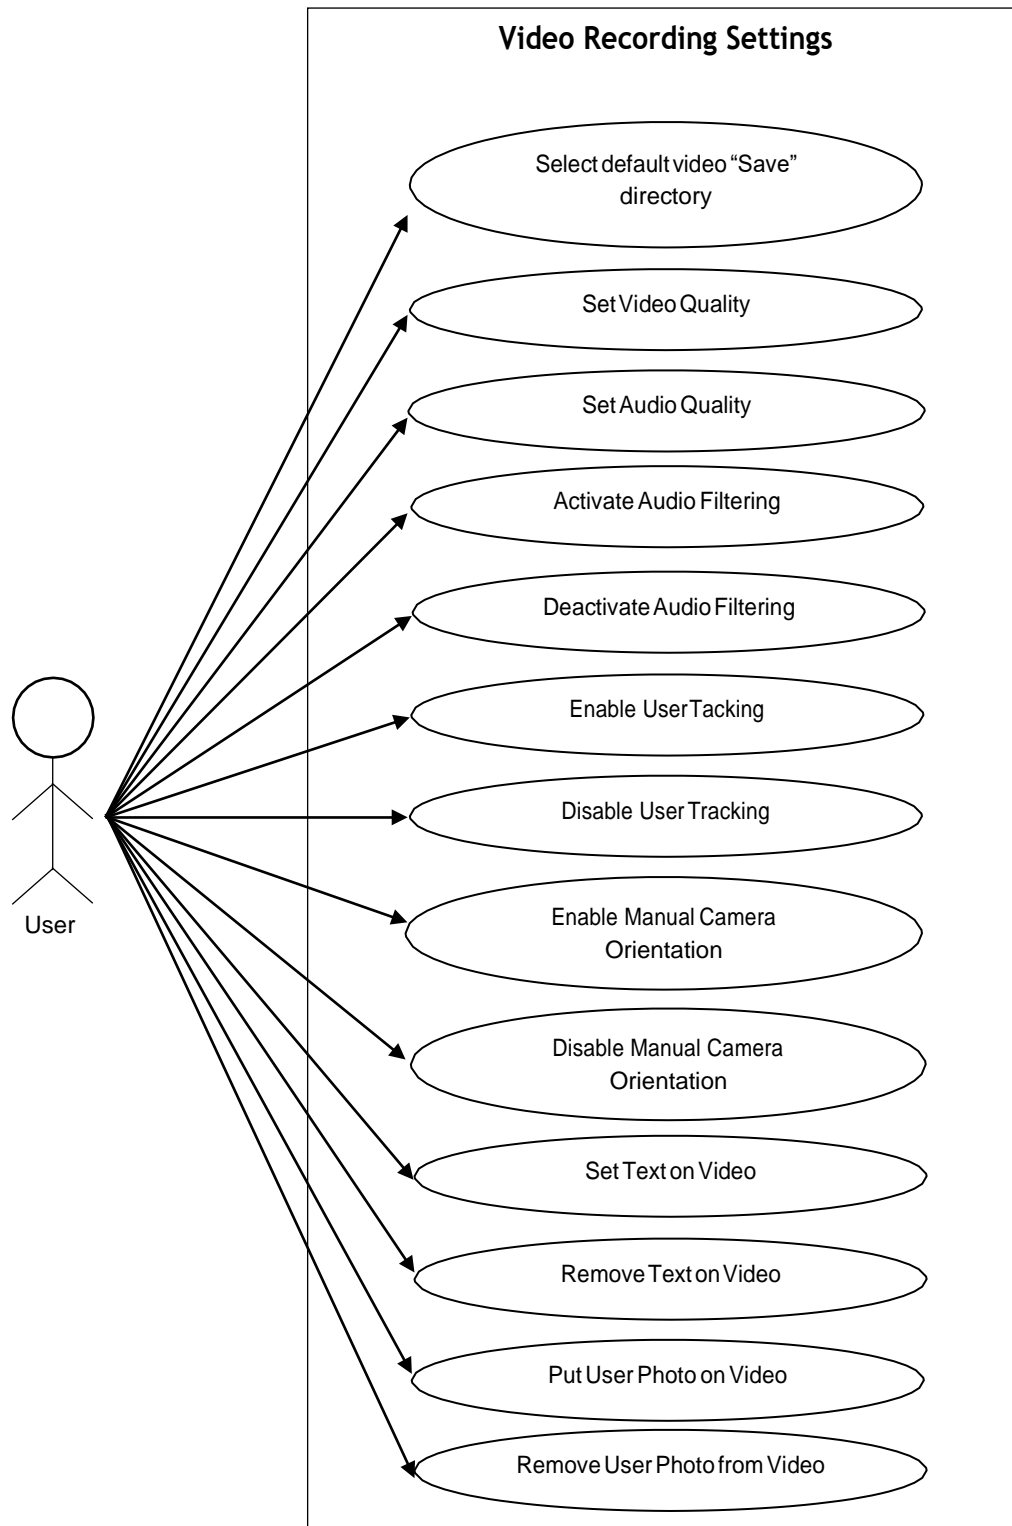 Video Recording Settings
Select default video “Save”
directory
Set Video Quality
Set Audio Quality
Activate Audio Filtering
Deactivate Audio Filtering
Enable User Tacking
Disable User Tracking
Enable Manual Camera
Orientation
User
Disable Manual Camera
Orientation
Set Text on Video
Remove Text on Video
Put User Photo on Video
Remove User Photo from Video